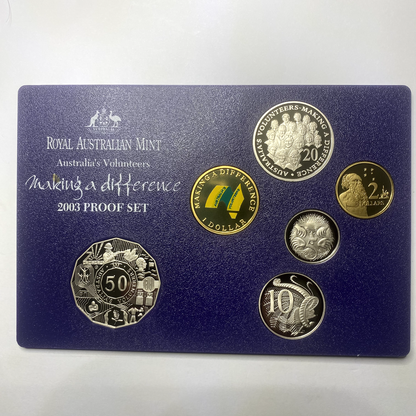 ROYAL AUSTRALIAN MINT
Australia's Volunteers
Making a difference
2003 PROOF SET
AUSTRALIA'S VOLUNTEERS-MAKING A DIFFERENCE
20
MAKING A DIFFERENCE
1 DOLLAR
2
DOLLARS
5
10
50